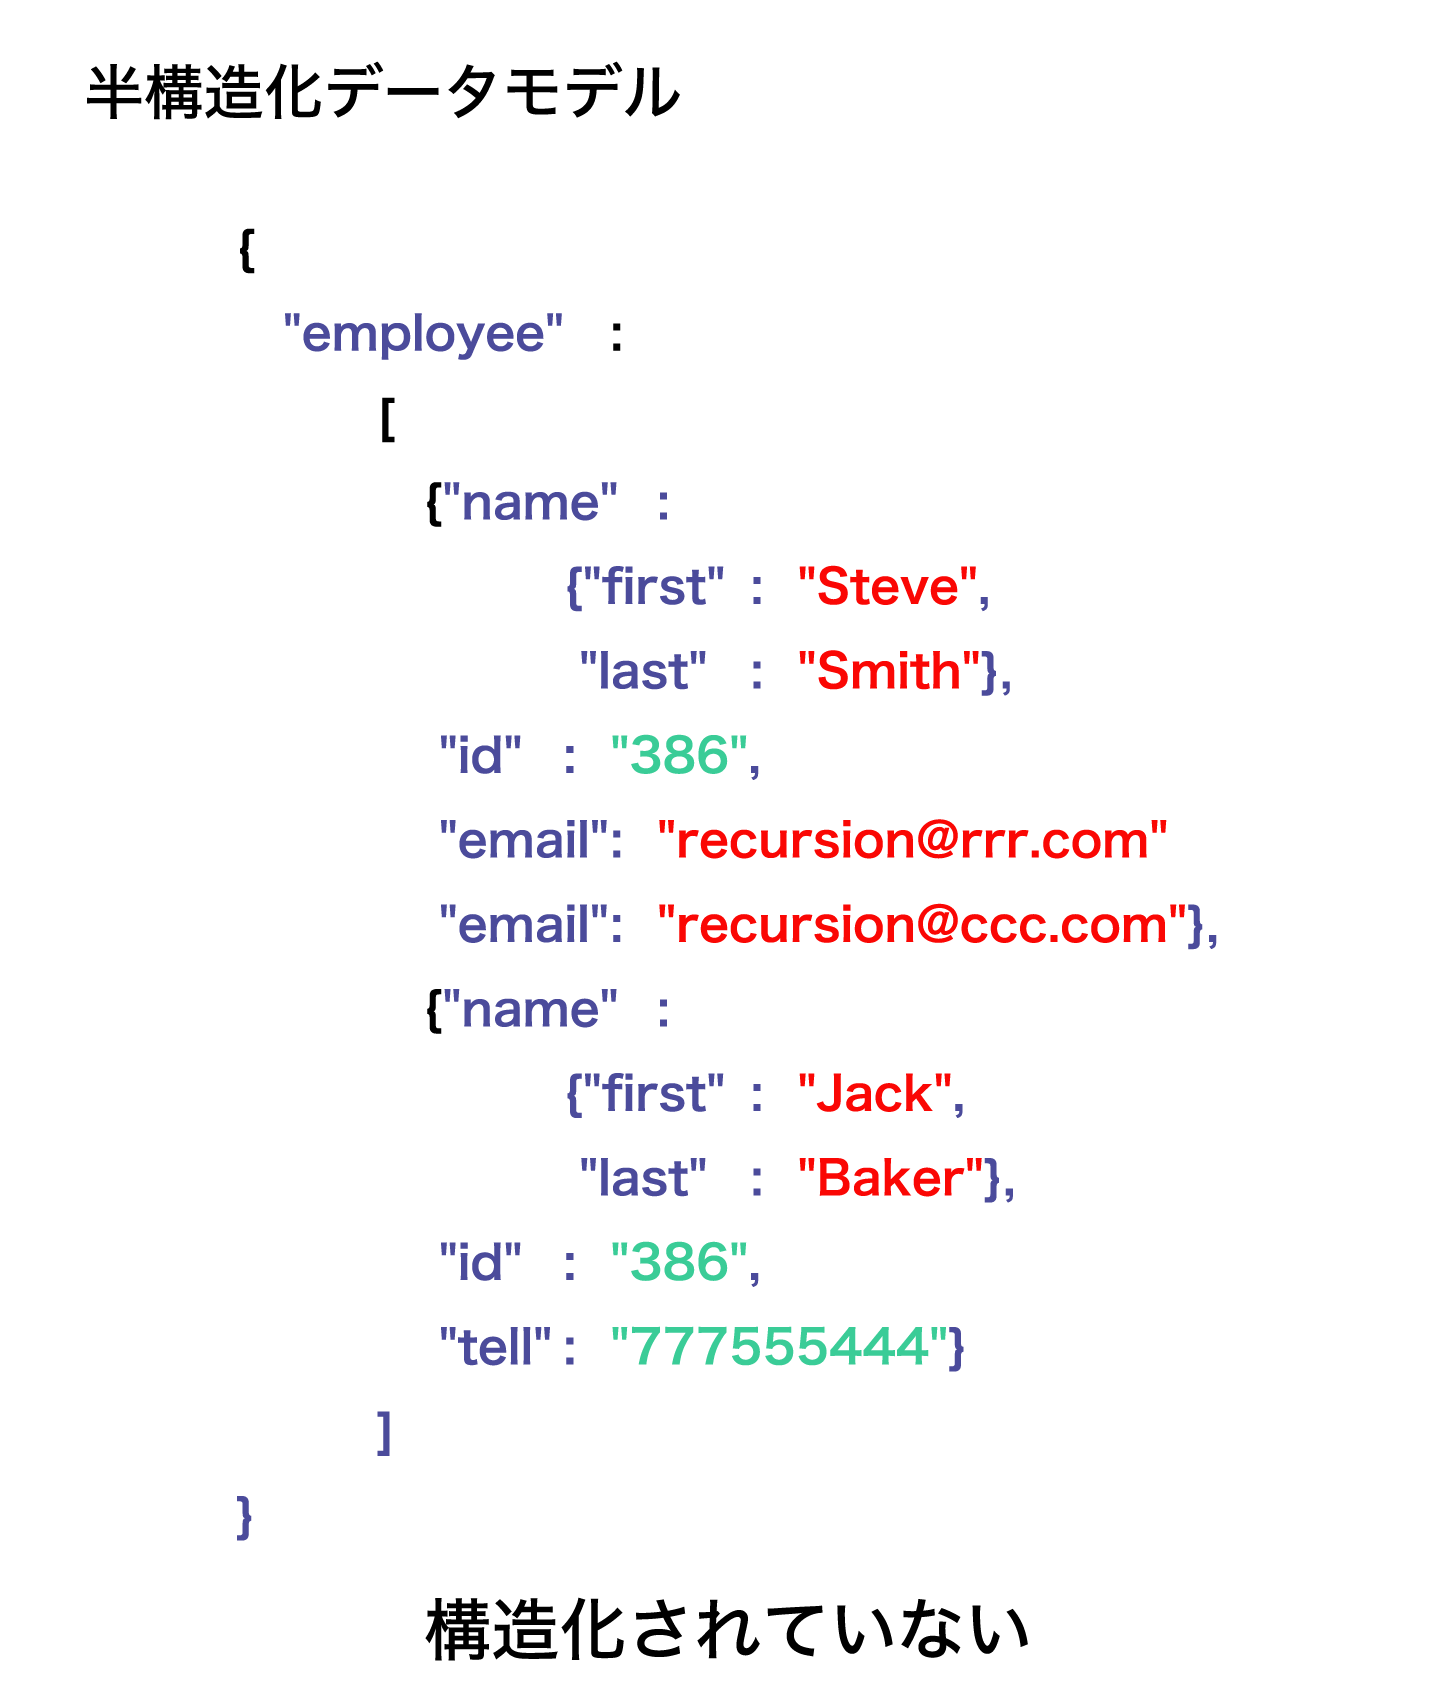 半構造化データモデル
{
"employee" :
[
{"name" :
{"first" : "Steve",
"last" : "Smith"},
"id" : "386",
"email": "recursion@rrr.com"
"email": "recursion@ccc.com"},
{"name" :
{"first" : "Jack",
"last" : "Baker"},
"id" : "386",
"tell" : "777555444"}
]
}
構造化されていない